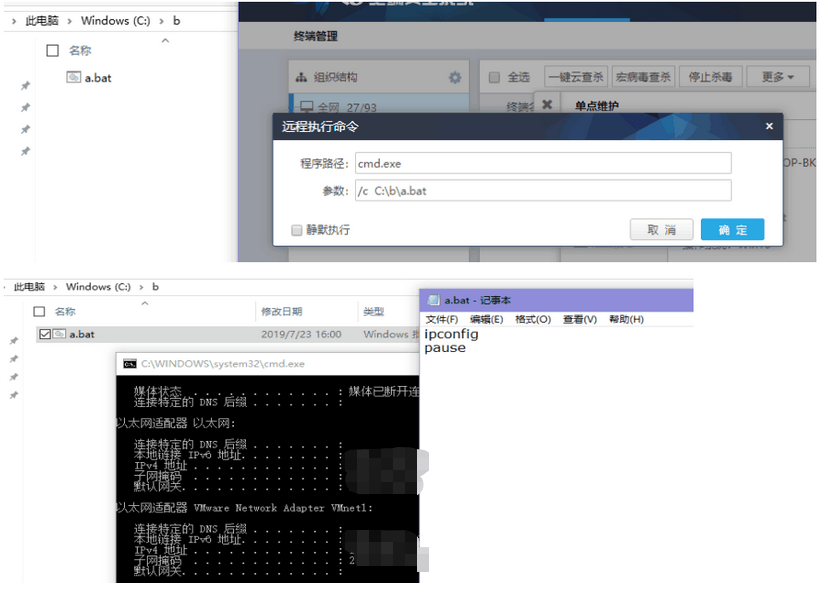 此电脑 > Windows (C:) > b
名称
a.bat
终端管理
组织结构
全选 一键云查杀 宏病毒查杀 停止杀毒 更多
全网 27/93
单点维护
远程执行命令
程序路径: cmd.exe
OP-BK
参数: /c C:\b\a.bat
静默执行
取 消 确 定
此电脑 > Windows (C:) > b
名称 修改日期 类型
a.bat 2019/7/23 16:00 Windows
a.bat - 记事本
文件(F) 编辑(E) 格式(O) 查看(V) 帮助(H)
ipconfig
pause
C:\WINDOWS\system32\cmd.exe
媒体状态 . . . . . . . . . . . . : 媒体已断开连
连接特定的 DNS 后缀 . . . . . . . :
以太网适配器 以太网:
连接特定的 DNS 后缀 . . . . . . . :
本地链接 IPv6 地址. . . . . . . . :
IPv4 地址 . . . . . . . . . . . . :
子网掩码 . . . . . . . . . . . . :
默认网关. . . . . . . . . . . . . :
以太网适配器 VMware Network Adapter VMnet1:
连接特定的 DNS 后缀 . . . . . . . :
本地链接 IPv6 地址. . . . . . . . :
IPv4 地址 . . . . . . . . . . . . :
子网掩码 . . . . . . . . . . . . : 2
默认网关. . . . . . . . . . . . . :